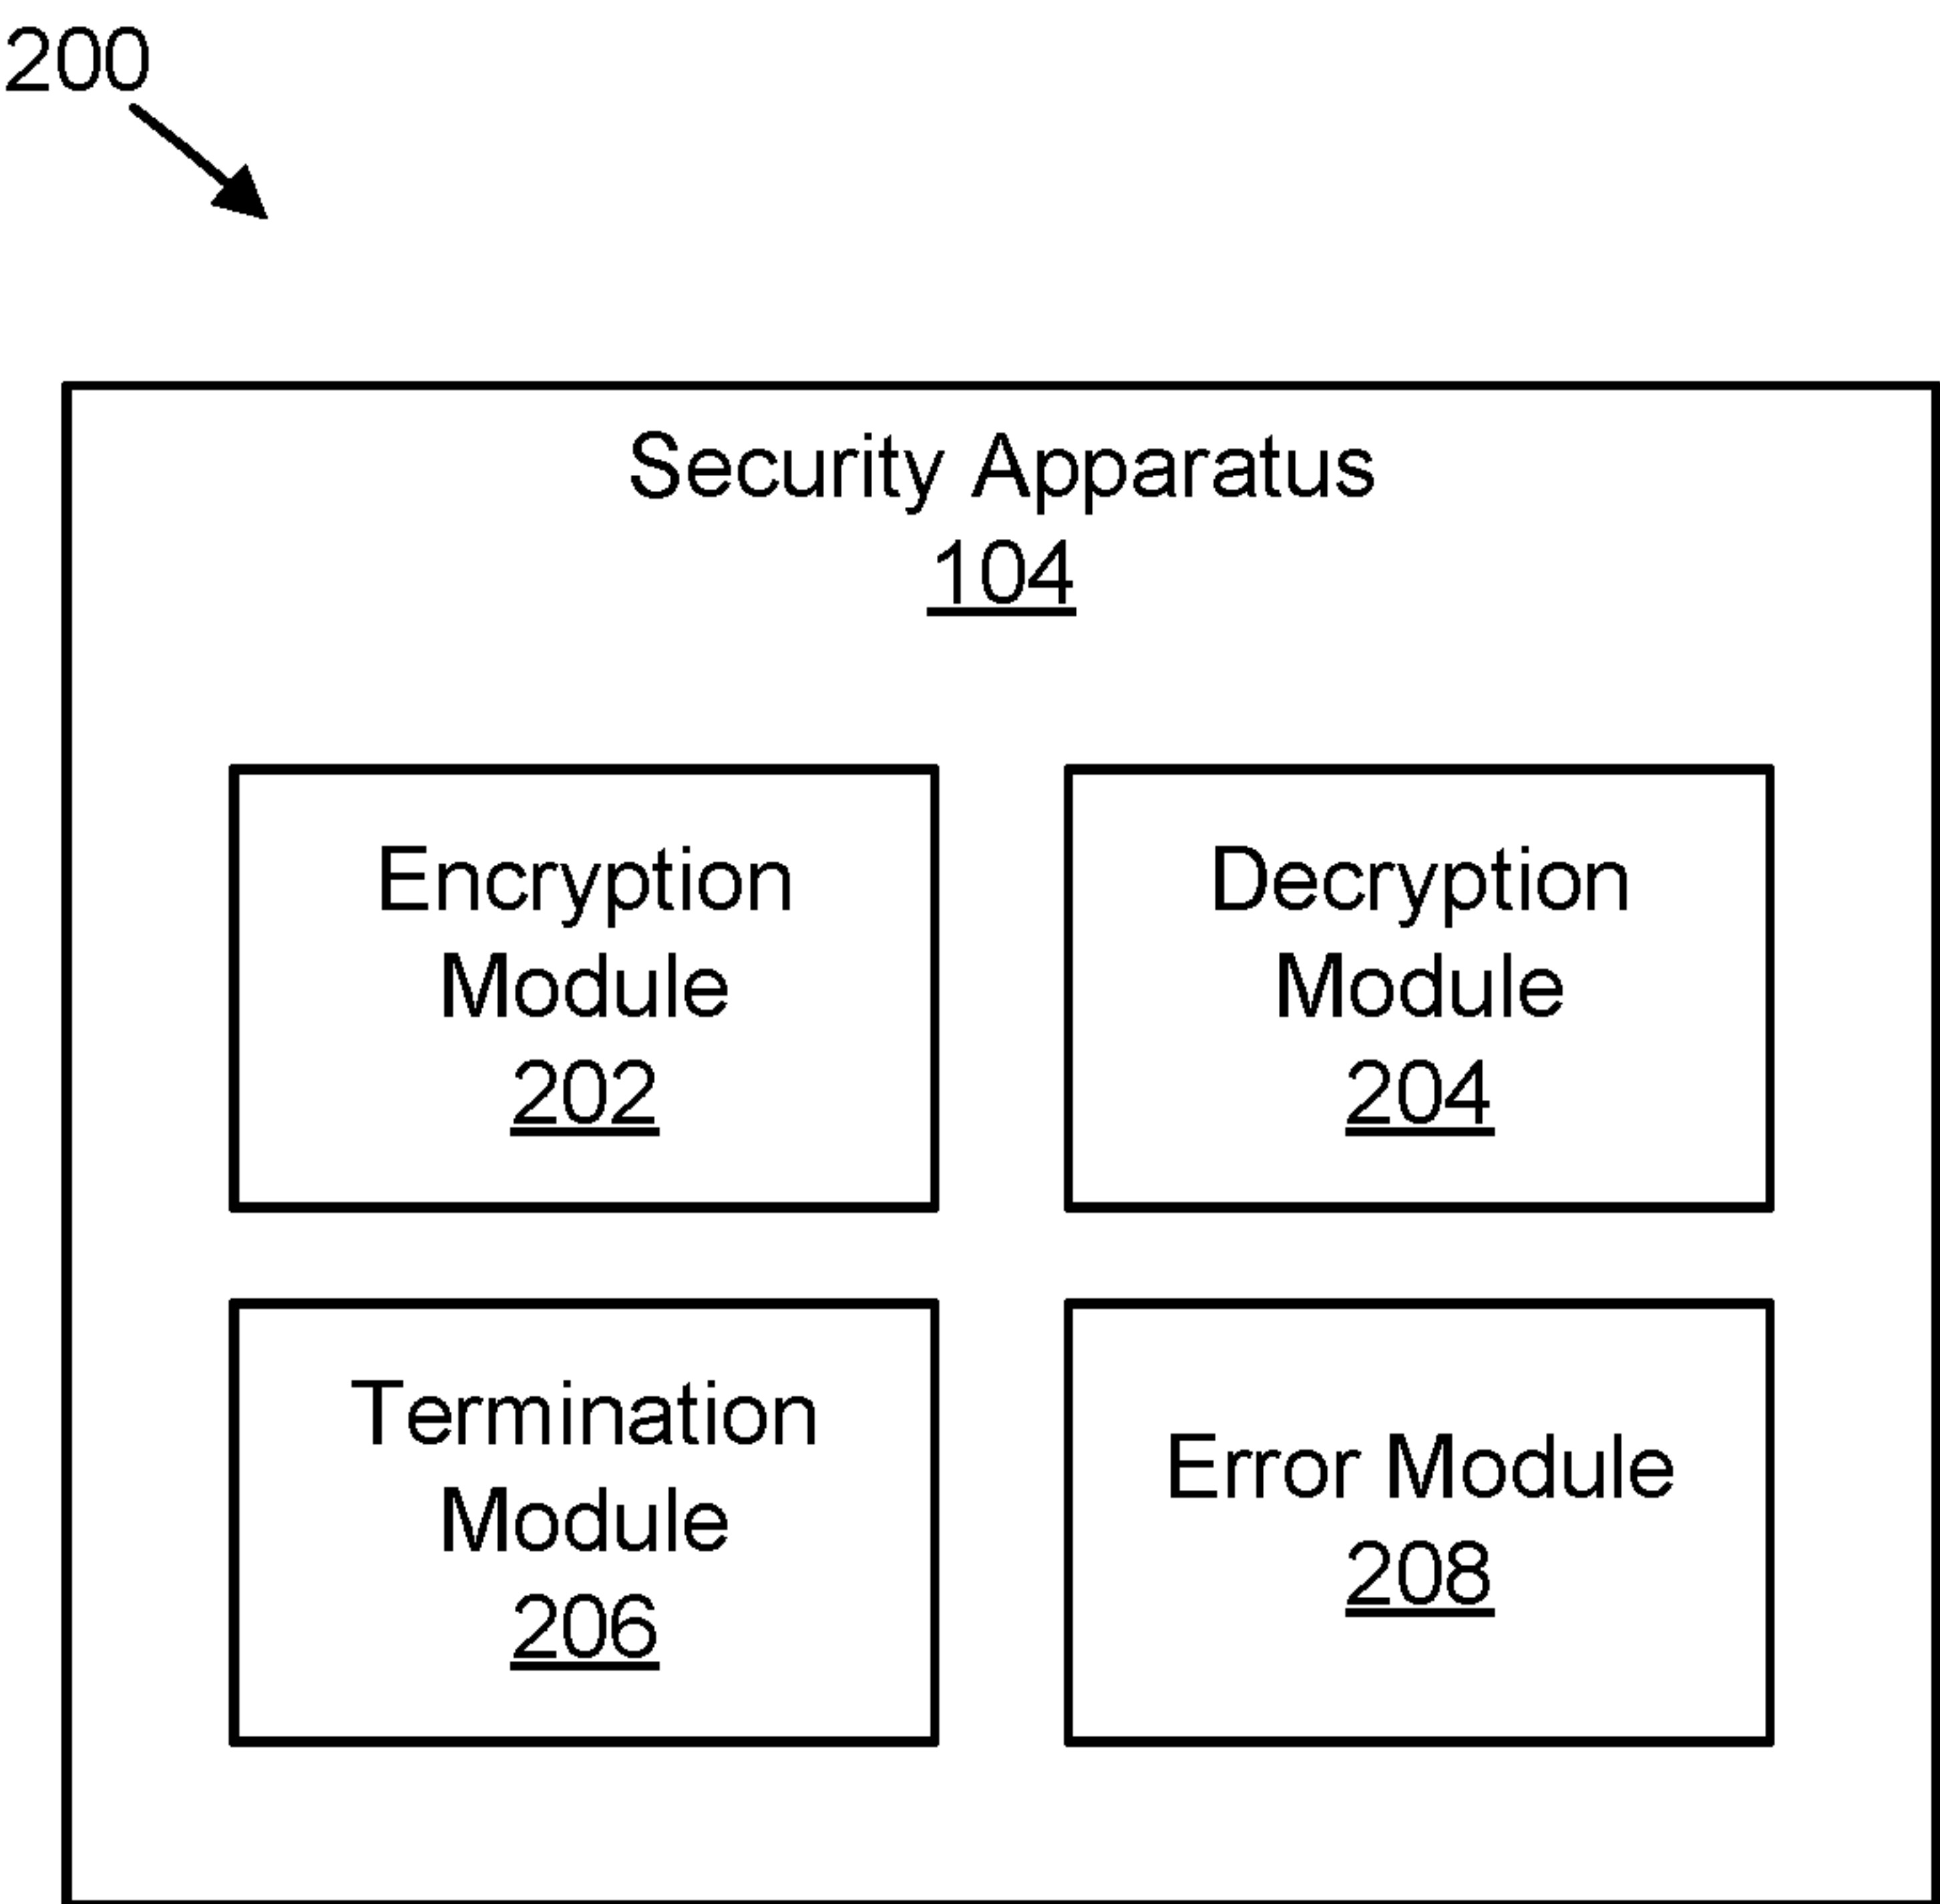 200
Security Apparatus
104
Encryption
Module
202
Decryption
Module
204
Termination
Module
206
Error Module
208